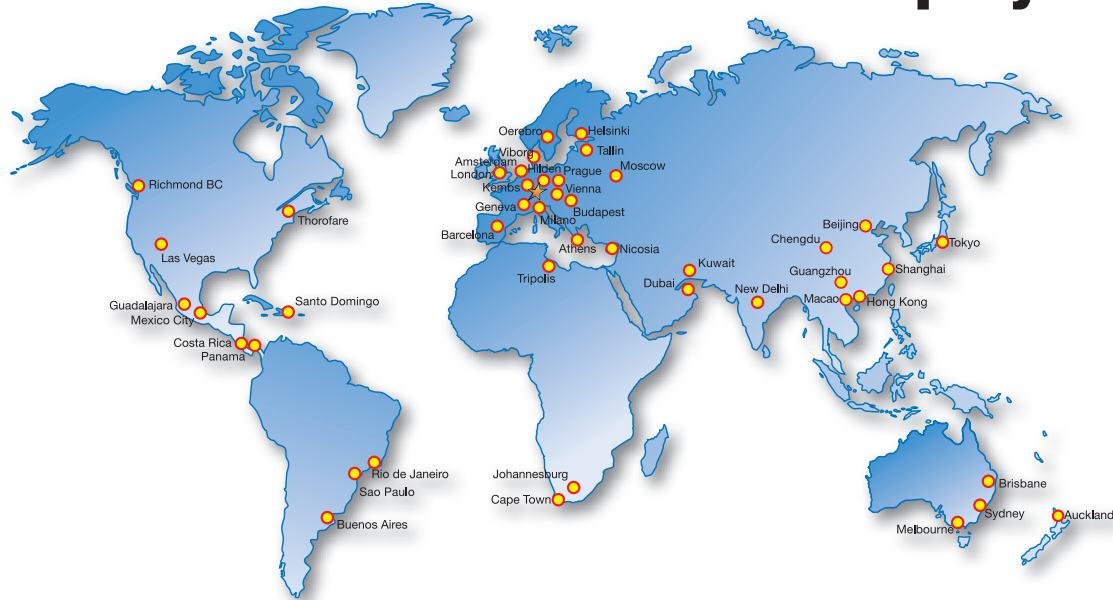 Oerebro
Helsinki
Viborg
Tallin
Amsterdam
Hilden
Prague
Moscow
London
Richmond BC
Kembs
Vienna
Geneva
Budapest
Thorofare
Milano
Barcelona
Beijing
Athens
Nicosia
Chengdu
Tokyo
Las Vegas
Kuwait
Shanghai
Tripolis
Guangzhou
Dubai
New Delhi
Macao
Hong Kong
Santo Domingo
Guadalajara
Mexico City
Costa Rica
Panama
Rio de Janeiro
Johannesburg
Sao Paulo
Brisbane
Cape Town
Sydney
Auckland
Buenos Aires
Melbourne